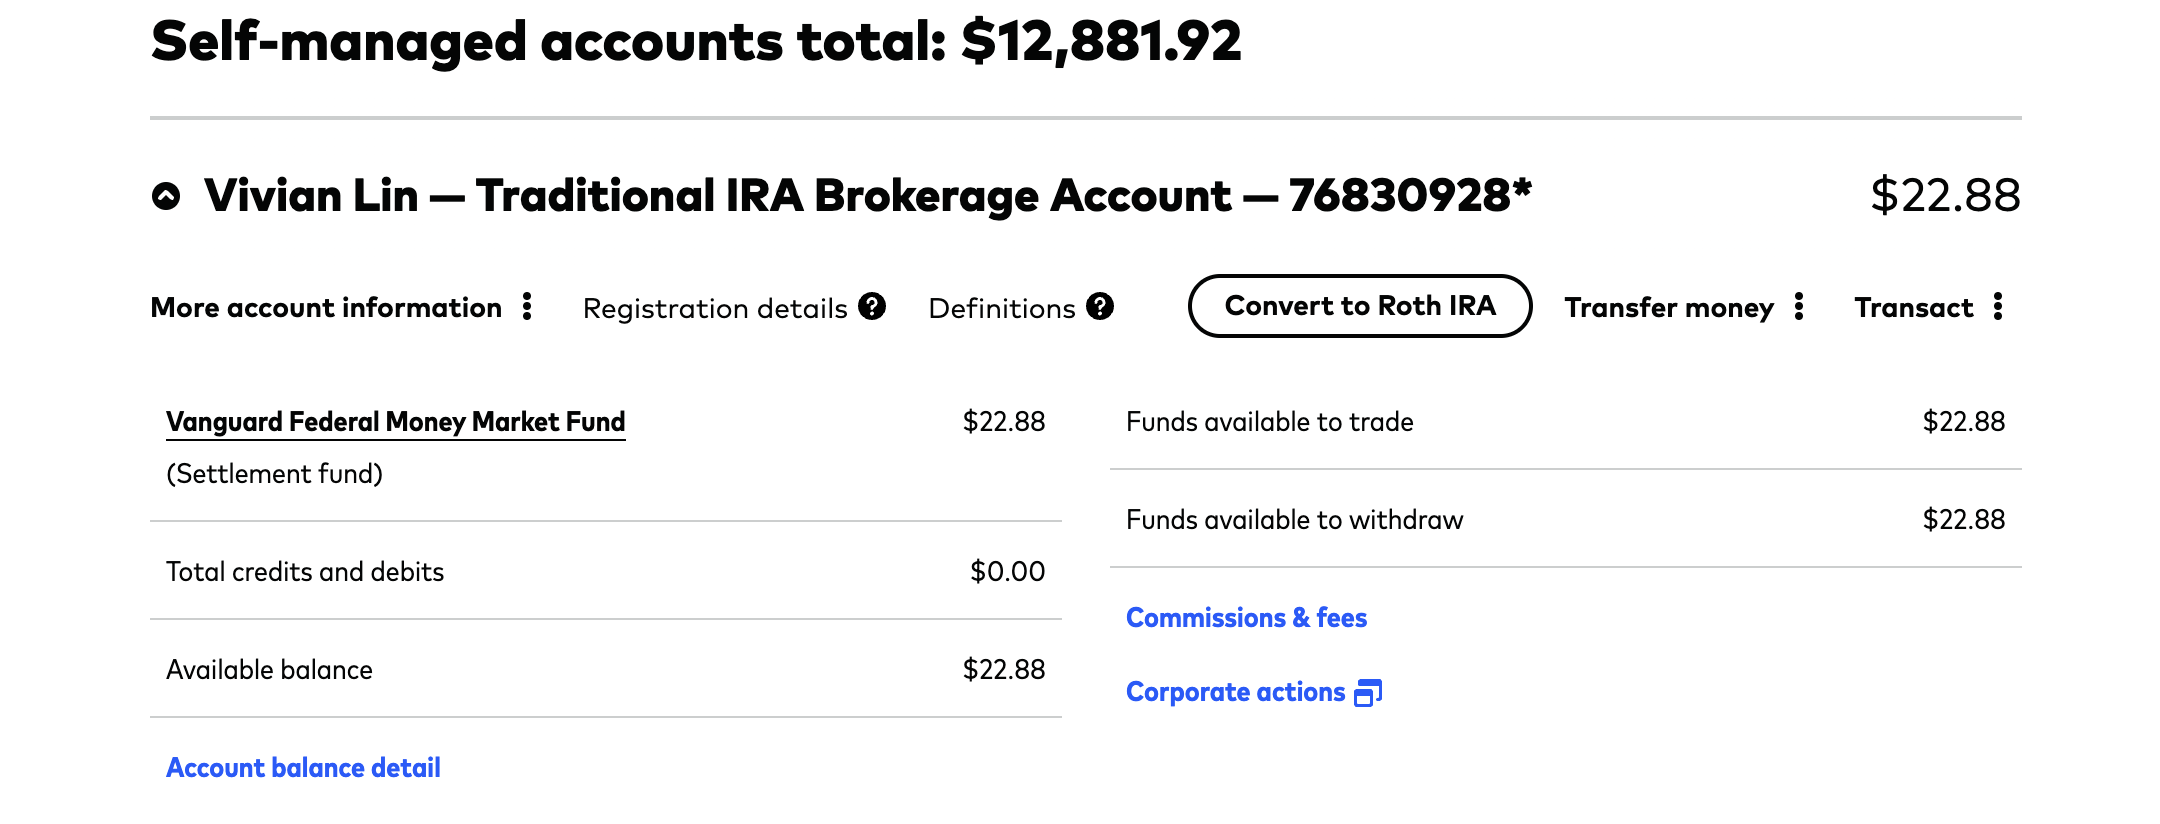 Self-managed accounts total: $12,881.92
Vivian Lin — Traditional IRA Brokerage Account — 76830928* $22.88
More account information Registration details ? Definitions ? Convert to Roth IRA Transfer money Transact
Vanguard Federal Money Market Fund $22.88
(Settlement fund)
Total credits and debits $0.00
Available balance $22.88
Account balance detail
Funds available to trade $22.88
Funds available to withdraw $22.88
Commissions & fees
Corporate actions